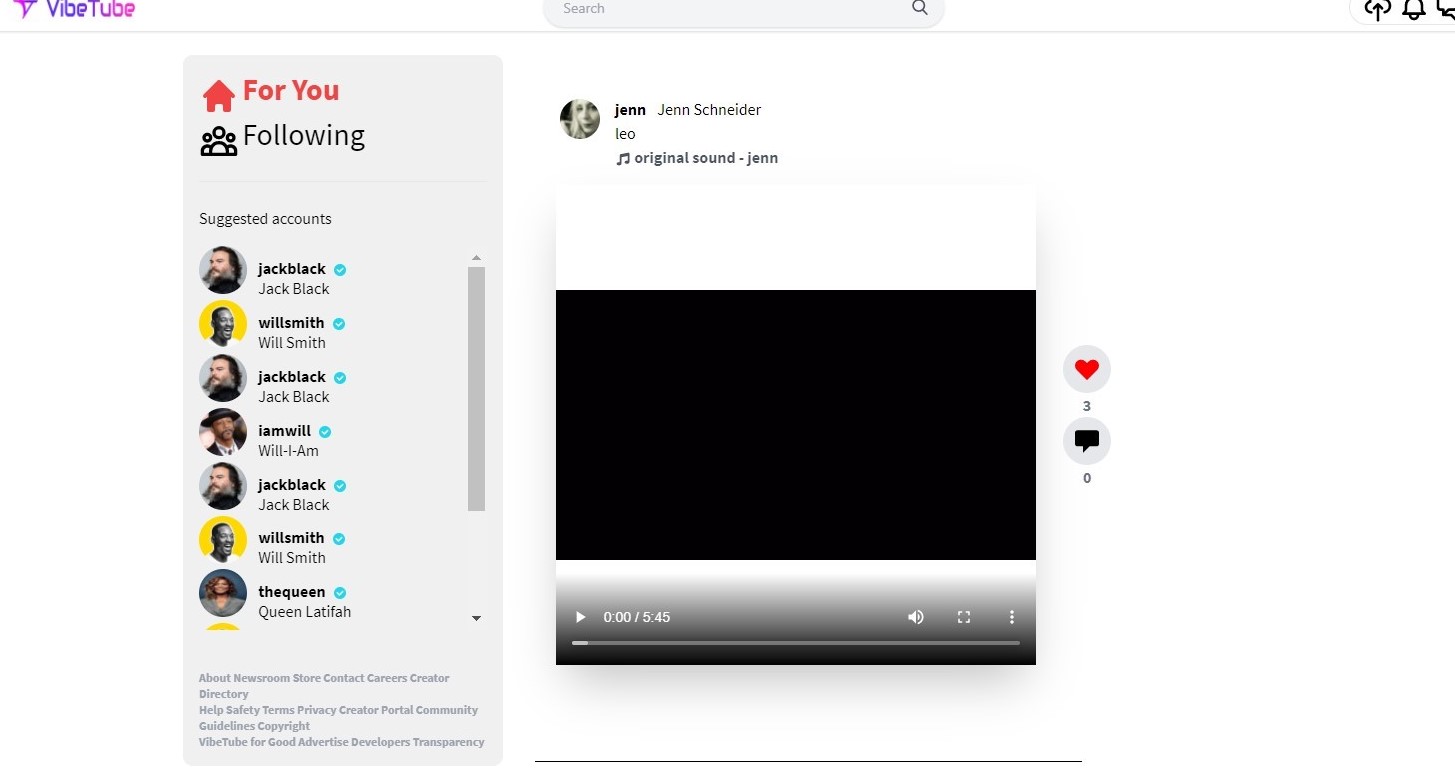 VibeTube
Search
For You
Following
Suggested accounts
jackblack
Jack Black
willsmith
Will Smith
jackblack
Jack Black
iamwill
Will-I-Am
jackblack
Jack Black
willsmith
Will Smith
thequeen
Queen Latifah
About Newsroom Store Contact Careers Creator
Directory
Help Safety Terms Privacy Creator Portal Community
Guidelines Copyright
VibeTube for Good Advertise Developers Transparency
jenn Jenn Schneider
leo
original sound - jenn
0:00 / 5:45
3
0